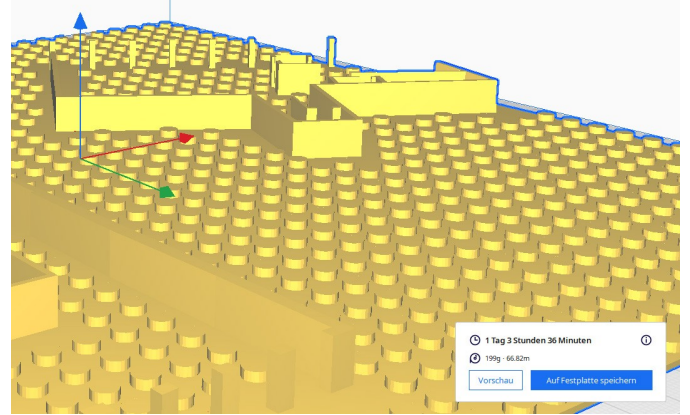 1 Tag 3 Stunden 36 Minuten
199g · 66.82m
Vorschau
Auf Festplatte speichern